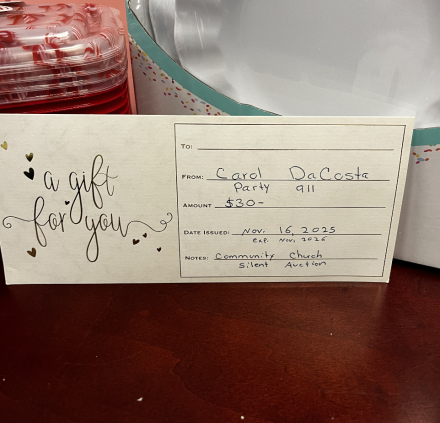 a gift
for you
TO:
FROM: Carol DaCosta
Party 911
AMOUNT $30-
DATE ISSUED: Nov. 16, 2025
exp. Nov. 2026
NOTES: Community Church
Silent Auction